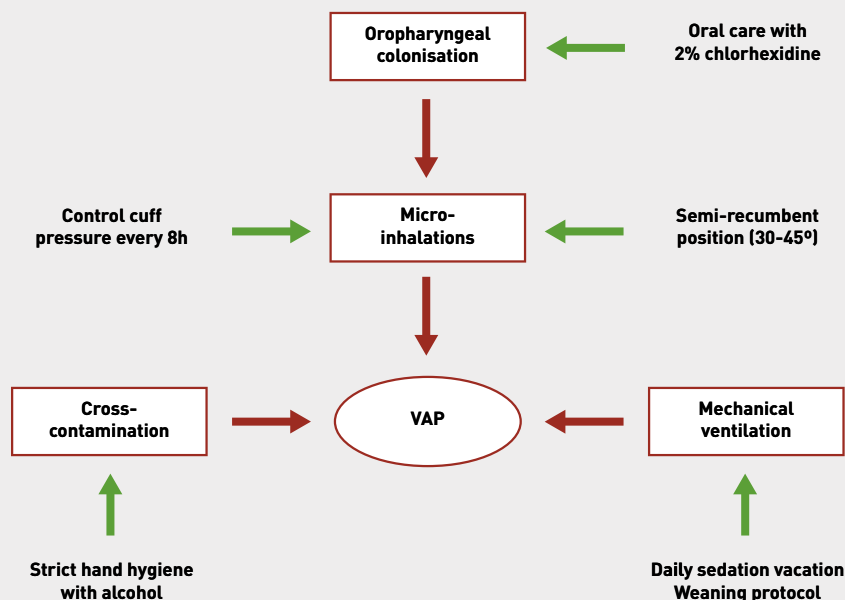 Oropharyngeal
colonisation
Oral care with
2% chlorhexidine
Control cuff
pressure every 8h
Micro-
inhalations
Semi-recumbent
position (30-45º)
Cross-
contamination
VAP
Mechanical
ventilation
Strict hand hygiene
with alcohol
Daily sedation vacation
Weaning protocol